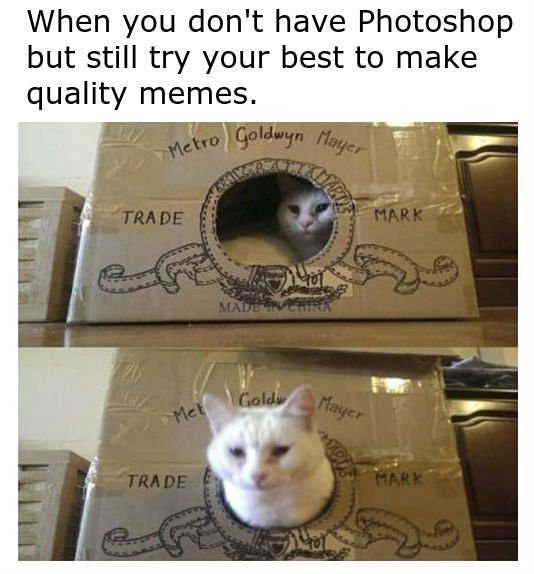 When you don't have Photoshop
but still try your best to make
quality memes.
Metro Goldwyn Mayer
TRADE
MARK
MADE IN CHINA
Met Goldw Mayer
TRADE
MARK